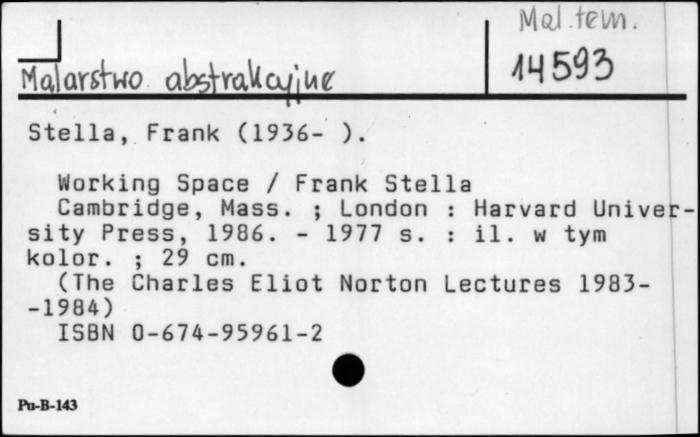 Mal.tem.
Malarstwo abstrakcyjne
14593
Stella, Frank (1936- ).
Working Space / Frank Stella
Cambridge, Mass. ; London : Harvard Univer-
sity Press, 1986. - 1977 s. : il. w tym
kolor. ; 29 cm.
(The Charles Eliot Norton Lectures 1983-
-1984)
ISBN 0-674-95961-2
Pu-B-143